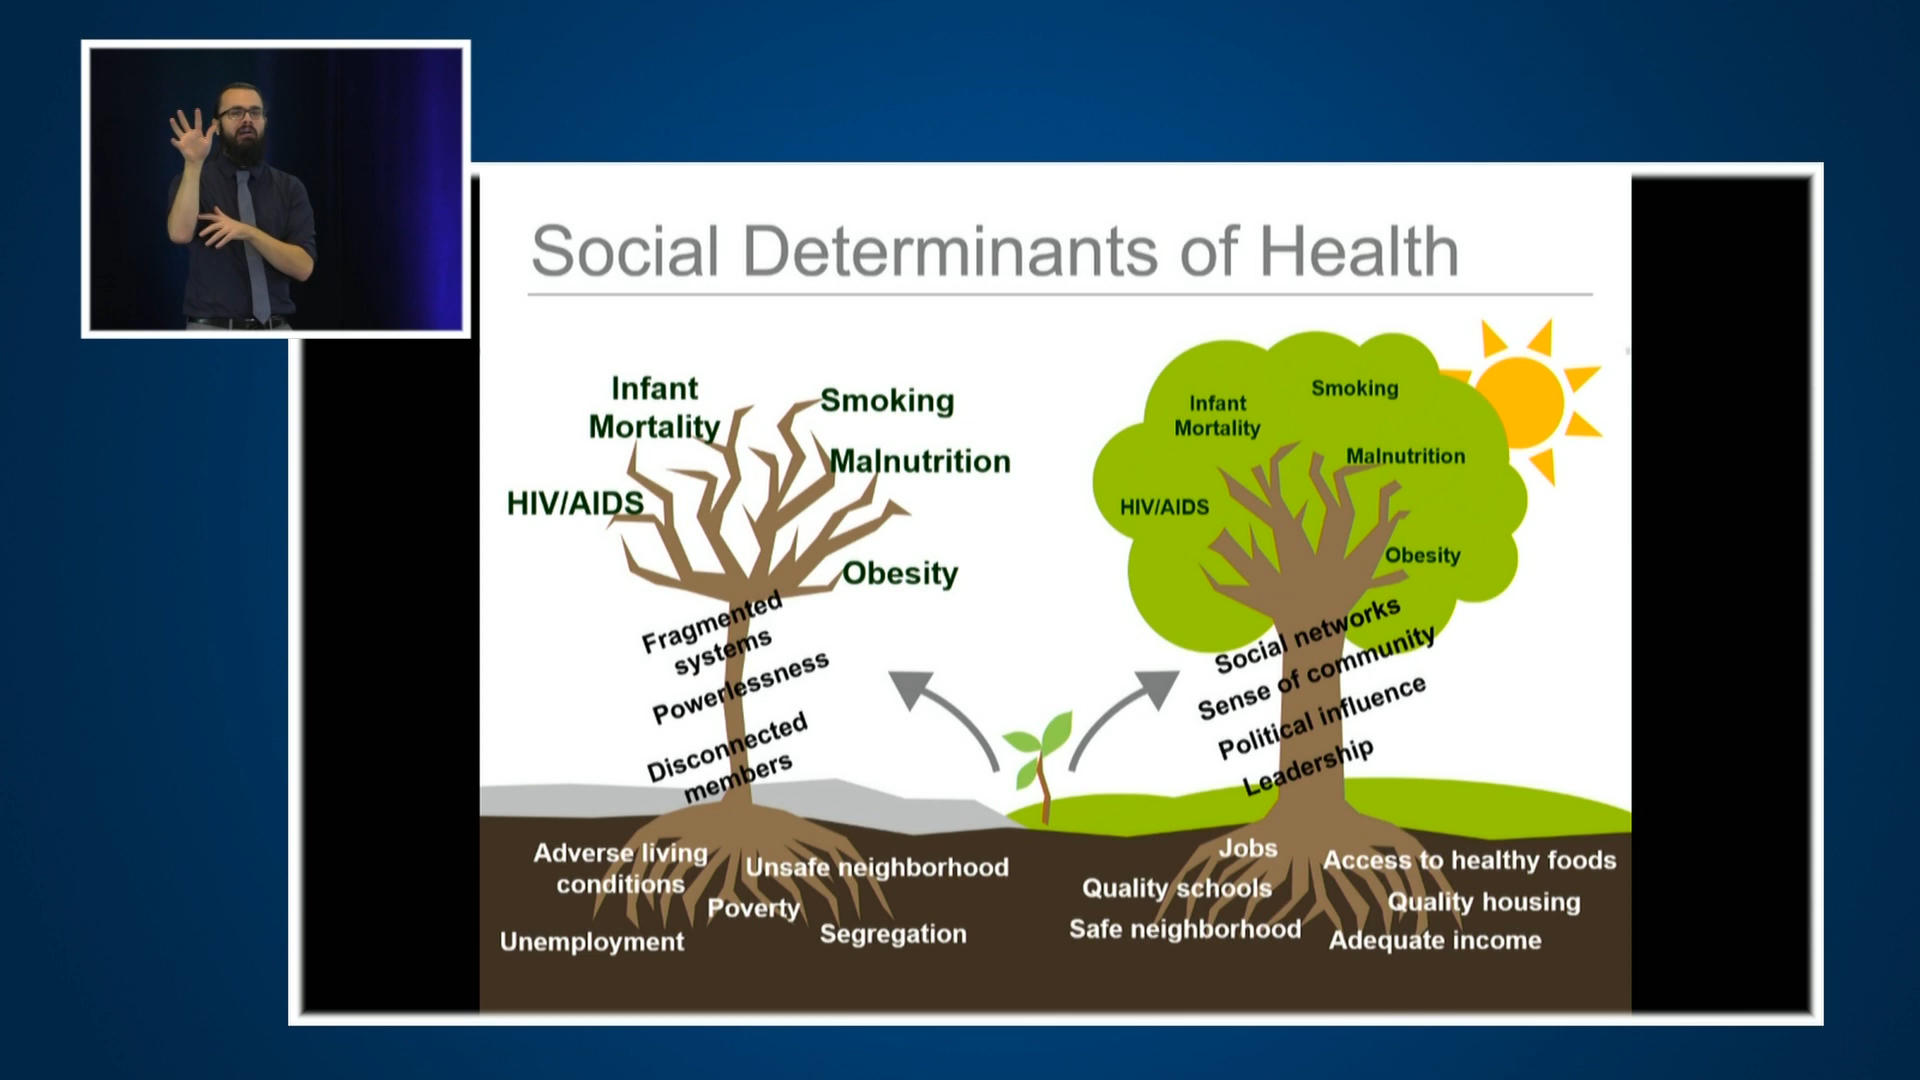 Social Determinants of Health
Infant
Mortality
Smoking
Malnutrition
HIV/AIDS
Obesity
Fragmented
systems
Powerlessness
Disconnected
members
Adverse living
conditions
Unsafe neighborhood
Poverty
Segregation
Unemployment
Infant
Mortality
Smoking
Malnutrition
HIV/AIDS
Obesity
Social networks
Sense of community
Political influence
Leadership
Jobs
Access to healthy foods
Quality schools
Quality housing
Safe neighborhood
Adequate income